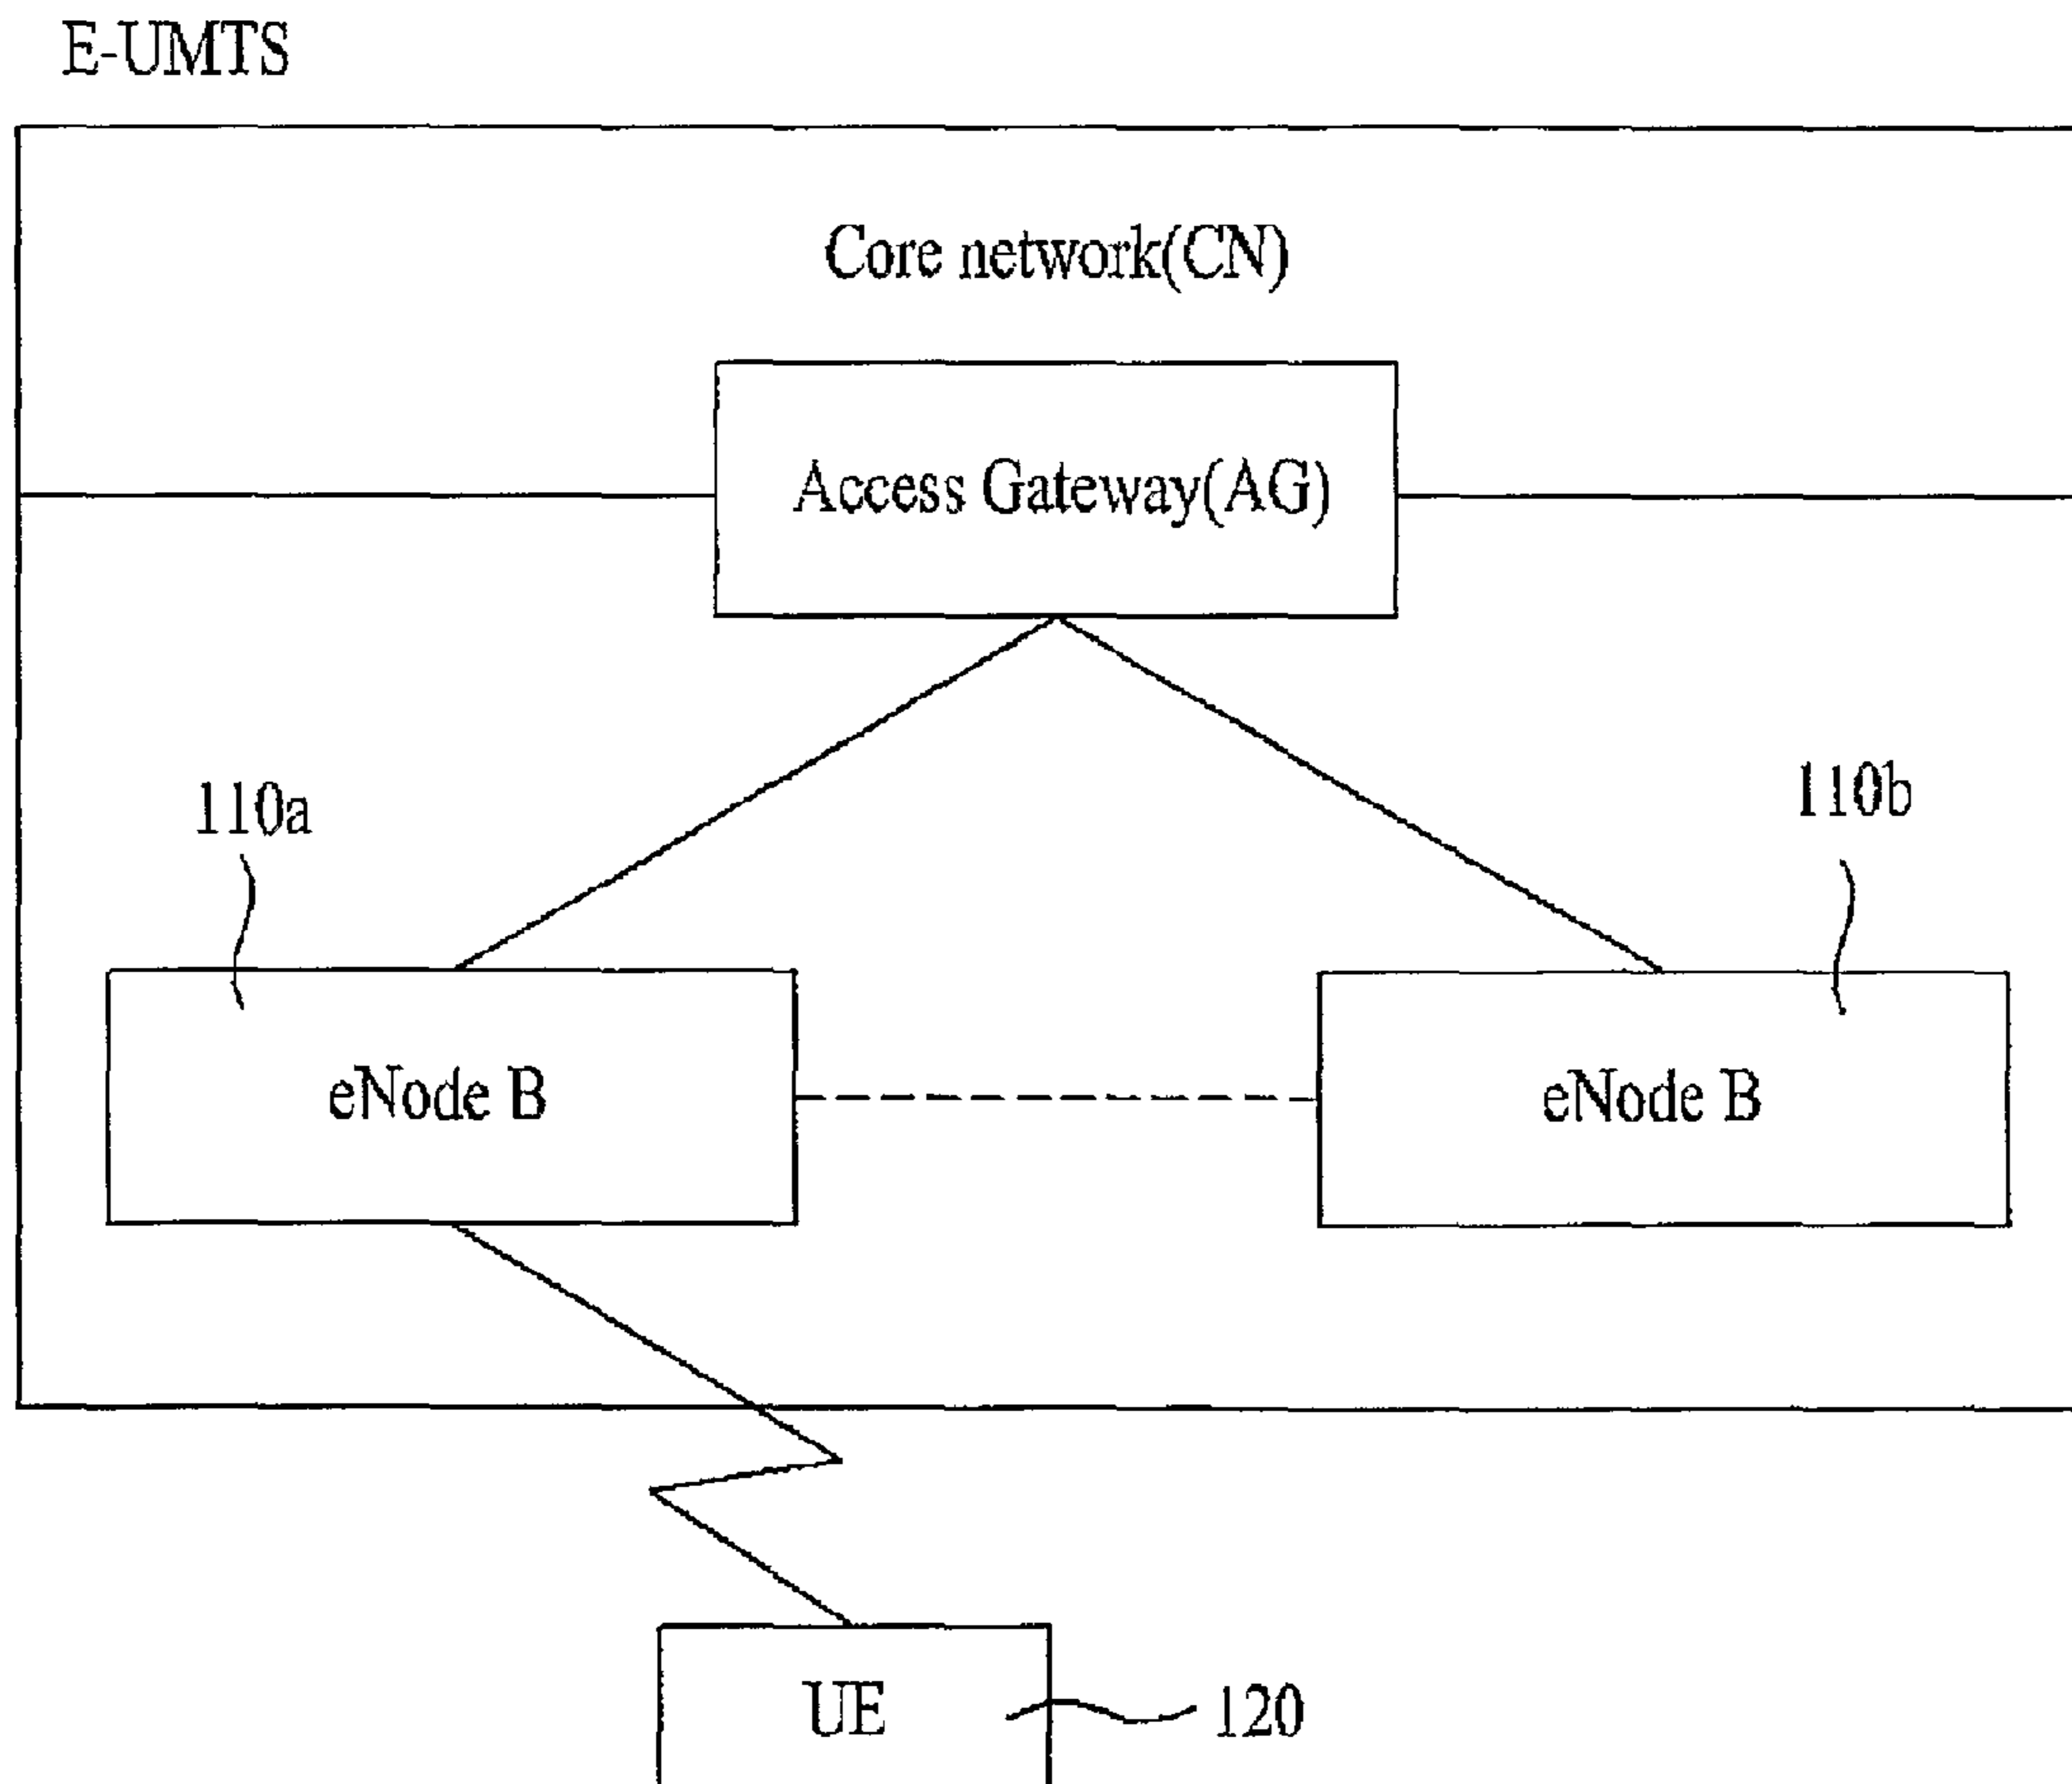 E-UMTS
Core network(CN)
Access Gateway(AG)
110a
110b
eNode B
eNode B
UE
120